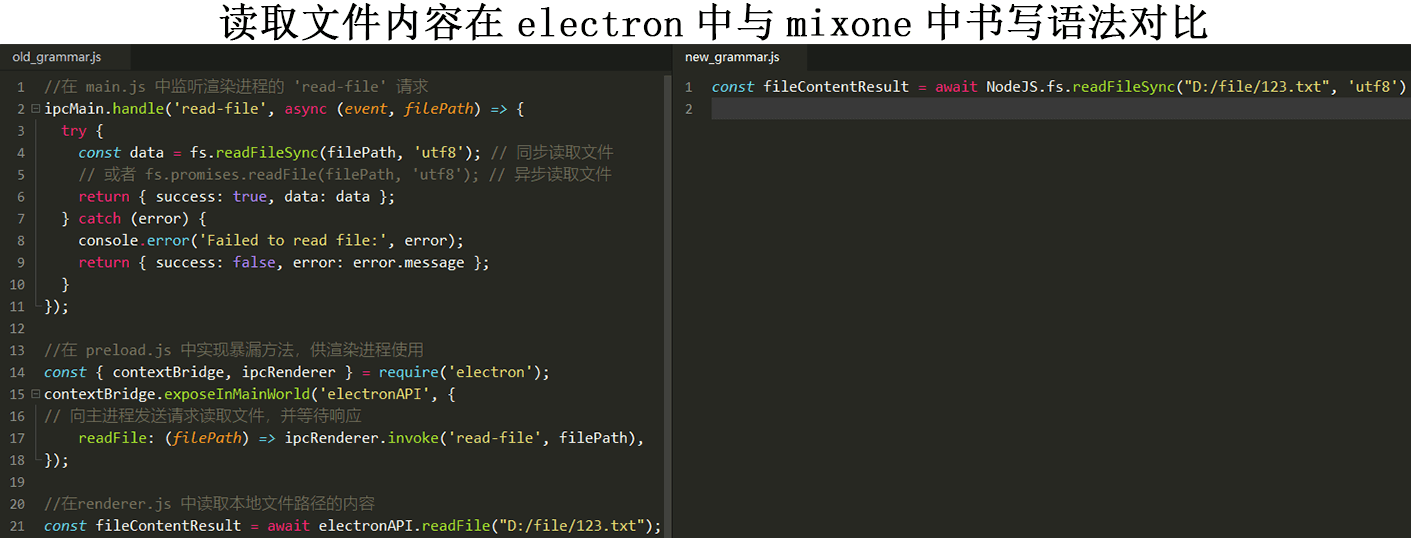 读取文件内容在 electron 中与 mixone 中书写语法对比
old_grammar.js
1 //在 main.js 中监听渲染进程的 'read-file' 请求
2 ipcMain.handle('read-file', async (event, filePath) => {
3 try {
4 const data = fs.readFileSync(filePath, 'utf8'); // 同步读取文件
5 // 或者 fs.promises.readFile(filePath, 'utf8'); // 异步读取文件
6 return { success: true, data: data };
7 } catch (error) {
8 console.error('Failed to read file:', error);
9 return { success: false, error: error.message };
10 }
11 });
12
13 //在 preload.js 中实现暴漏方法，供渲染进程使用
14 const { contextBridge, ipcRenderer } = require('electron');
15 contextBridge.exposeInMainWorld('electronAPI', {
16 // 向主进程发送请求读取文件，并等待响应
17 readFile: (filePath) => ipcRenderer.invoke('read-file', filePath),
18 });
19
20 //在renderer.js 中读取本地文件路径的内容
21 const fileContentResult = await electronAPI.readFile("D:/file/123.txt");
new_grammar.js
1 const fileContentResult = await NodeJS.fs.readFileSync("D:/file/123.txt", 'utf8')
2